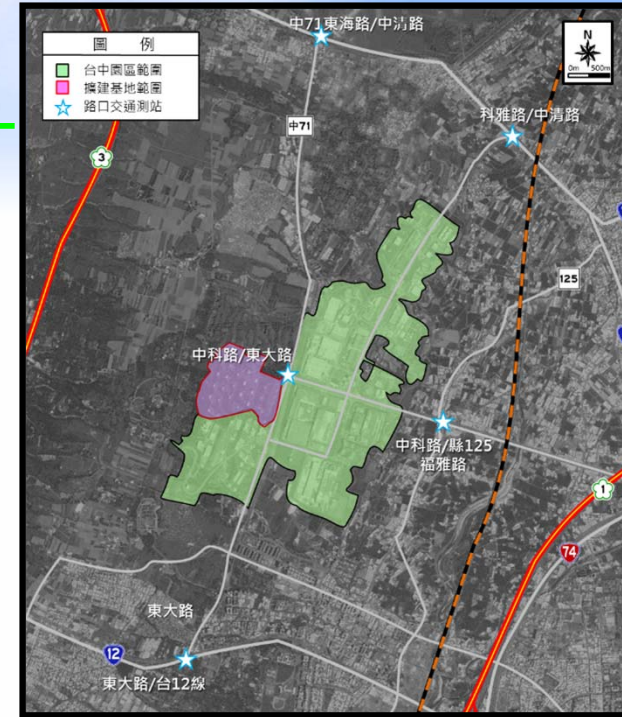 圖 例
台中園區範圍
擴建基地範圍
路口交通測站
中71東海路/中清路
N
0m 500m
中71
科雅路/中清路
3
125
中科路/東大路
中科路/縣125
福雅路
1
74
東大路
12
東大路/台12線